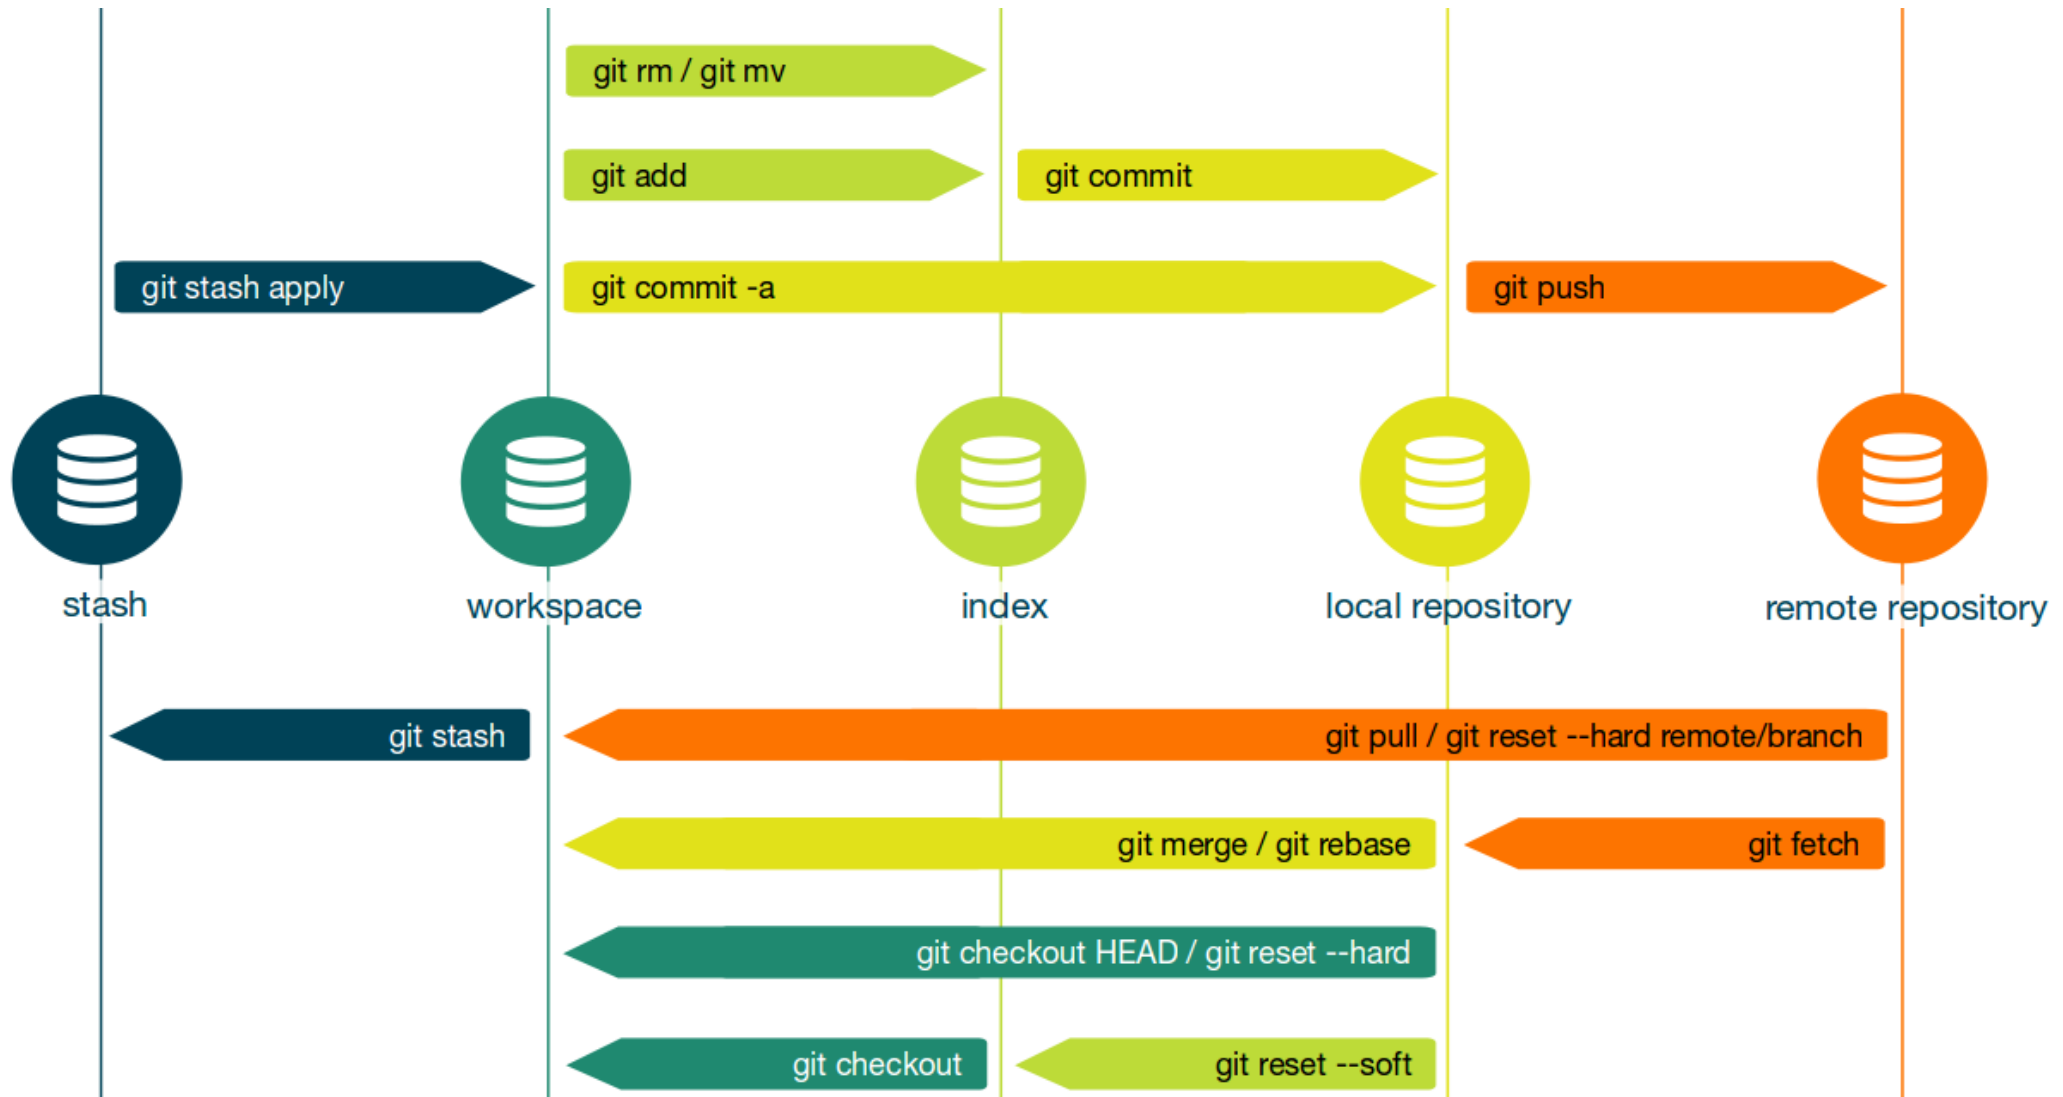 git rm / git mv
git add
git commit
git stash apply
git commit -a
git push
stash
workspace
index
local repository
remote repository
git stash
git pull / git reset --hard remote/branch
git merge / git rebase
git fetch
git checkout HEAD / git reset --hard
git checkout
git reset --soft